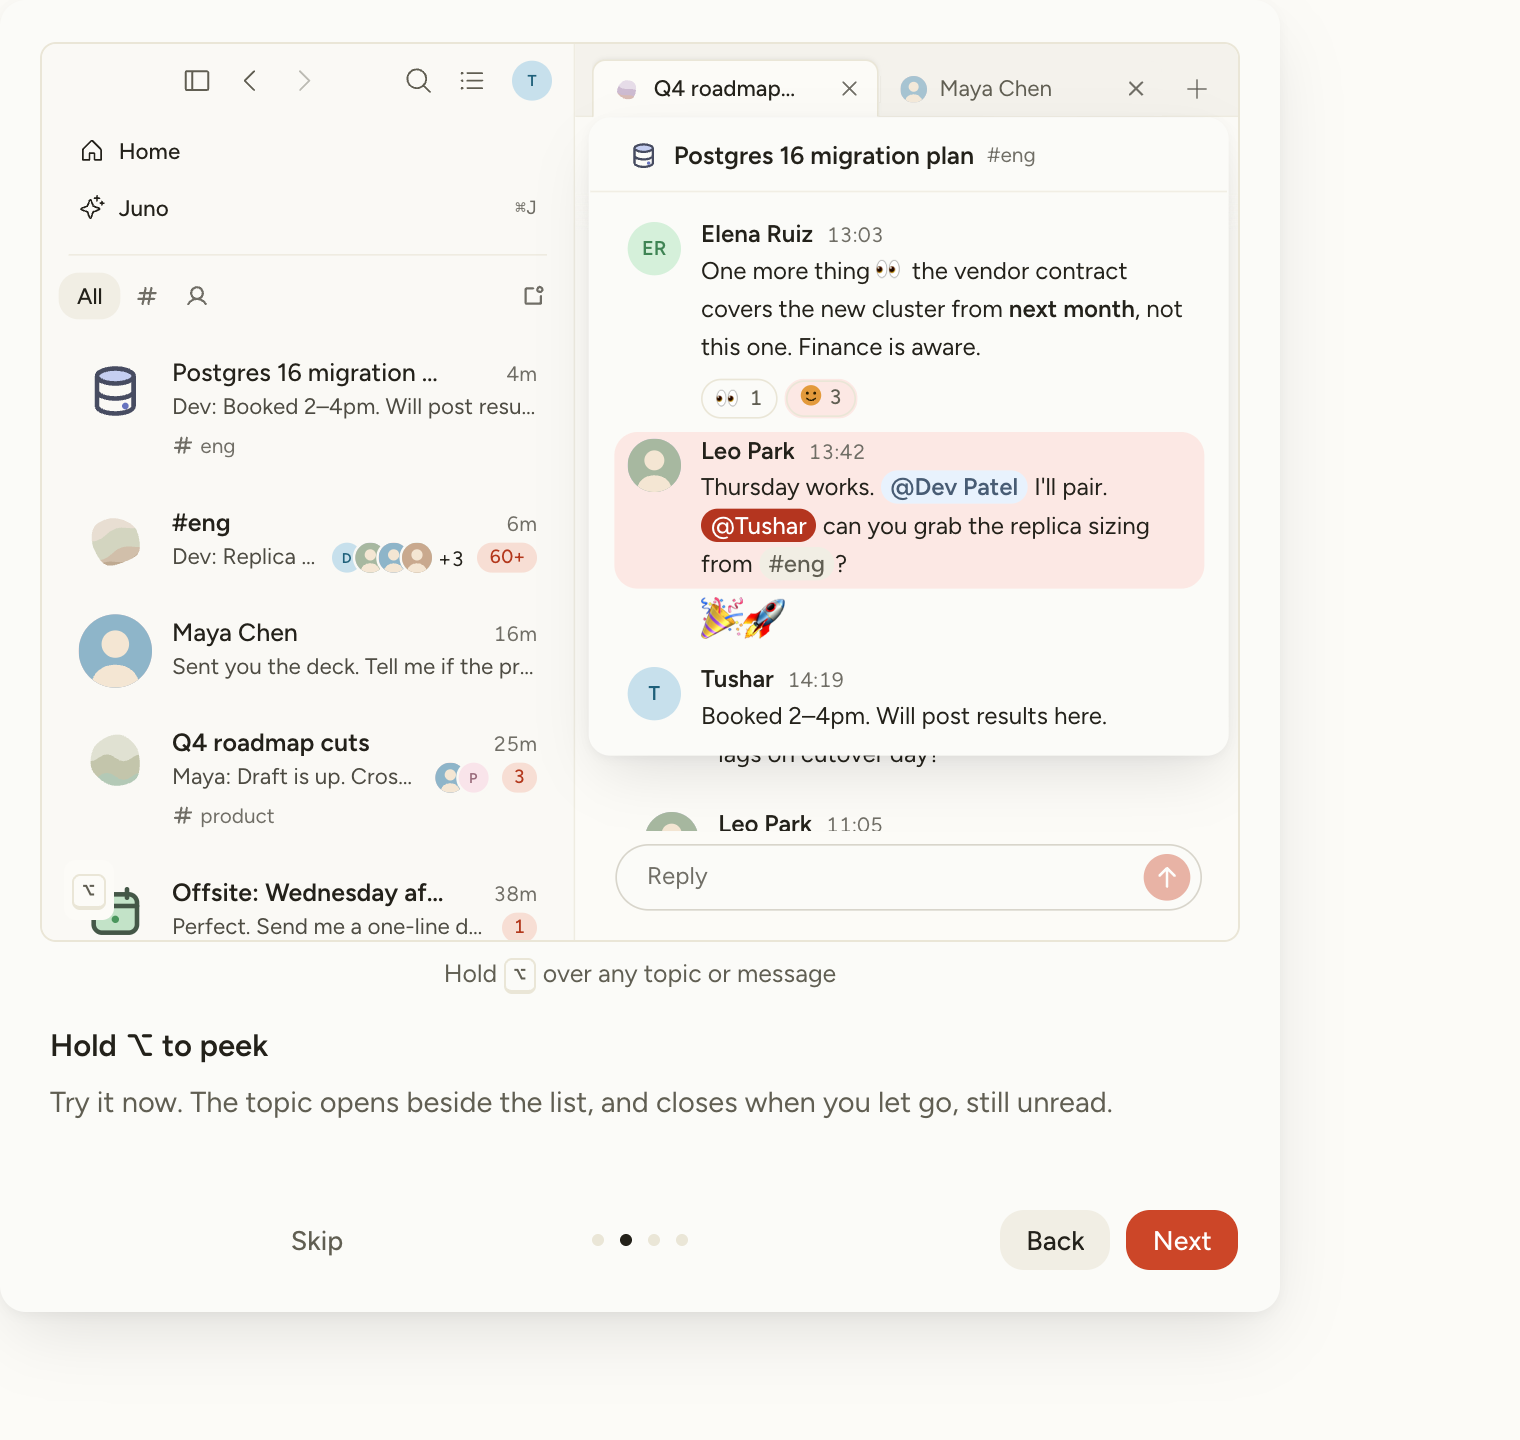 T
Home
Juno
⌘J
All
Postgres 16 migration ...
4m
Dev: Booked 2–4pm. Will post resu...
# eng
#eng
6m
Dev: Replica ...
D
+3
60+
Maya Chen
16m
Sent you the deck. Tell me if the pr...
Q4 roadmap cuts
25m
Maya: Draft is up. Cros...
P
3
# product
⌥
Offsite: Wednesday af...
38m
Perfect. Send me a one-line d...
1
Q4 roadmap...
Maya Chen
Postgres 16 migration plan #eng
ER
Elena Ruiz 13:03
One more thing 👀 the vendor contract
covers the new cluster from next month, not
this one. Finance is aware.
👀 1
🙂 3
Leo Park 13:42
Thursday works. @Dev Patel I'll pair.
@Tushar can you grab the replica sizing
from #eng ?
🎉🚀
T
Tushar 14:19
Booked 2–4pm. Will post results here.
lags on cutover day?
Leo Park 11:05
Reply
Hold ⌥ over any topic or message
Hold ⌥ to peek
Try it now. The topic opens beside the list, and closes when you let go, still unread.
Skip
Back
Next